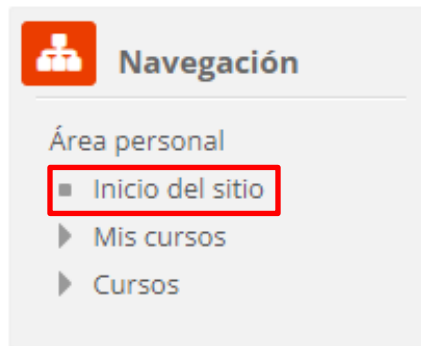 Navegación
Área personal
Inicio del sitio
Mis cursos
Cursos